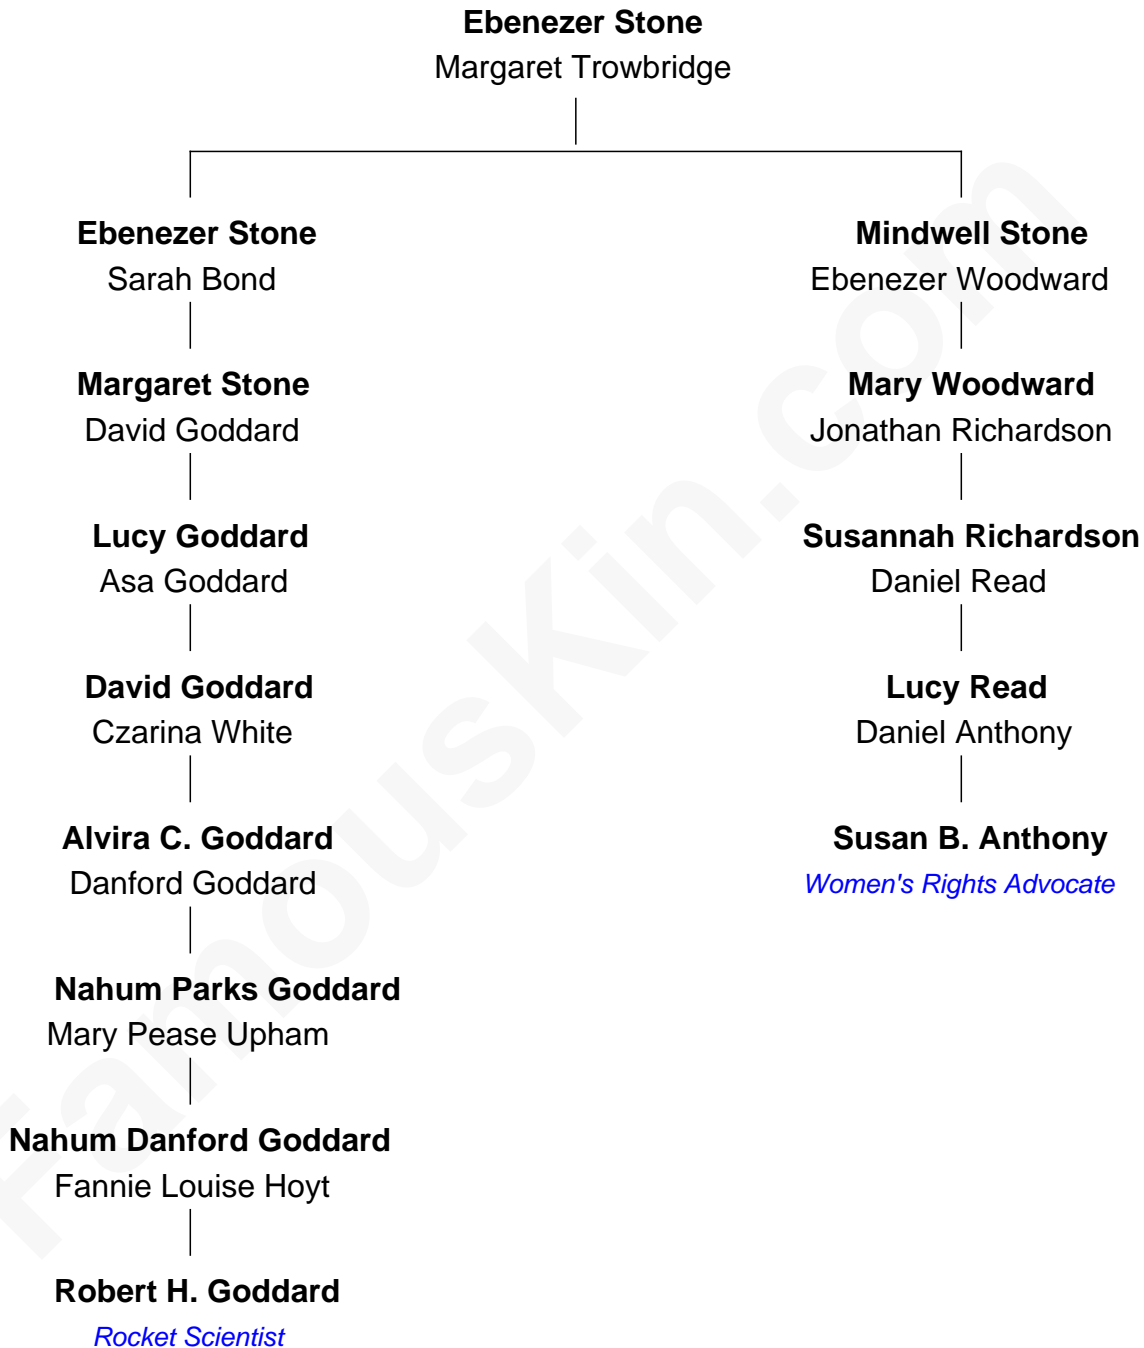 Ebenezer Stone
Margaret Trowbridge
Ebenezer Stone
Sarah Bond
Mindwell Stone
Ebenezer Woodward
Margaret Stone
David Goddard
Mary Woodward
Jonathan Richardson
Lucy Goddard
Asa Goddard
Susannah Richardson
Daniel Read
David Goddard
Czarina White
Lucy Read
Daniel Anthony
Alvira C. Goddard
Danford Goddard
Susan B. Anthony
Women's Rights Advocate
Nahum Parks Goddard
Mary Pease Upham
Nahum Danford Goddard
Fannie Louise Hoyt
Robert H. Goddard
Rocket Scientist
FamousKin.com